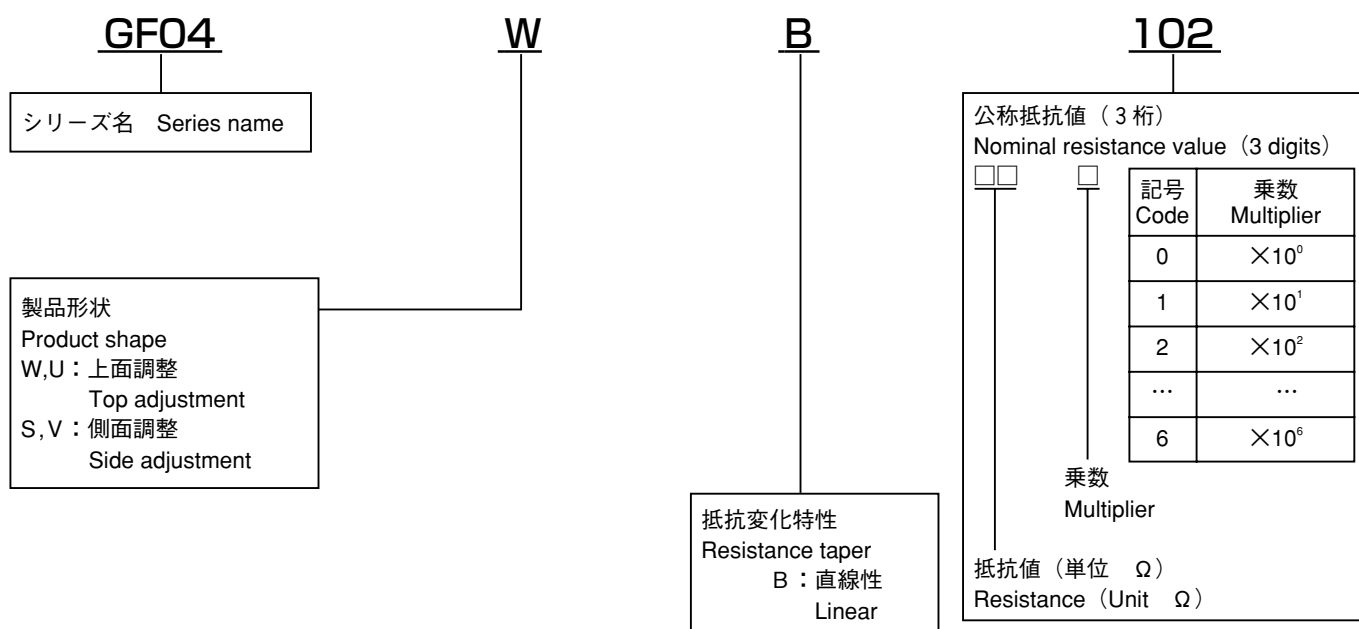 GF04 W B 102
シリーズ名 Series name
製品形状
Product shape
W,U:上面調整
Top adjustment
S,V:側面調整
Side adjustment
抵抗変化特性
Resistance taper
B:直線性
Linear
公称抵抗値(3桁)
Nominal resistance value(3 digits)
□□ □
記号 乗数
Code Multiplier
0 ×10⁰
1 ×10¹
2 ×10²
… …
6 ×10⁶
乗数
Multiplier
抵抗値(単位 Ω)
Resistance(Unit Ω)